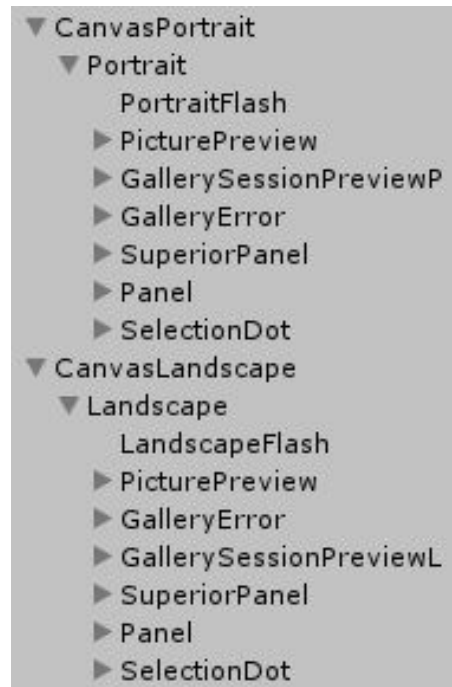 CanvasPortrait
Portrait
PortraitFlash
PicturePreview
GallerySessionPreviewP
GalleryError
SuperiorPanel
Panel
SelectionDot
CanvasLandscape
Landscape
LandscapeFlash
PicturePreview
GalleryError
GallerySessionPreviewL
SuperiorPanel
Panel
SelectionDot